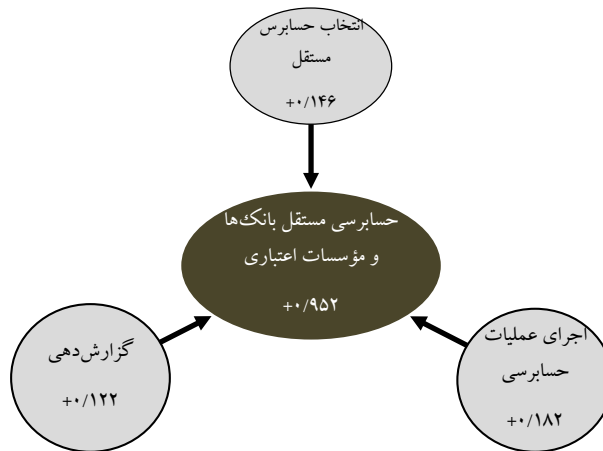 انتخاب حسابرس
مستقل
+۰/۱۴۶
حسابرسی مستقل بانک‌ها
و مؤسسات اعتباری
+۰/۹۵۲
گزارش‌دهی
+۰/۱۲۲
اجرای عملیات
حسابرسی
+۰/۱۸۲